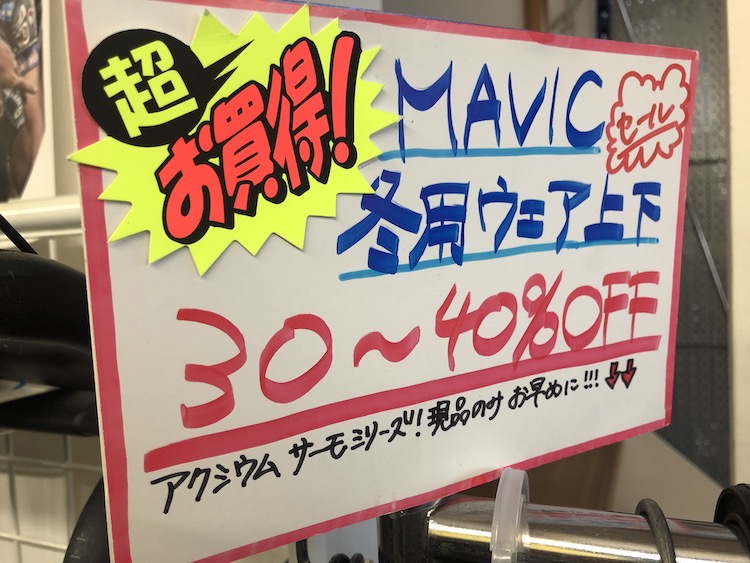 超
お買得!
MAVIC
セール
冬用ウェア上下
30～40%OFF
アクシウム サーモシリーズ! 現品のみ お早めに!!! ↓↓